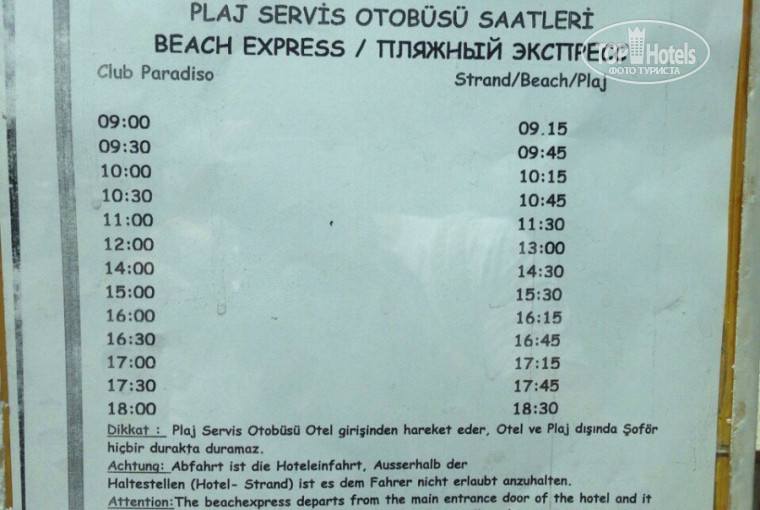 PLAJ SERVİS OTOBÜSÜ SAATLERİ
BEACH EXPRESS / ПЛЯЖНЫЙ ЭКСПРЕСС
TopHotels
ФОТО ТУРИСТА
Club Paradiso Strand/Beach/Plaj
09:00 09.15
09:30 09:45
10:00 10:15
10:30 10:45
11:00 11:30
12:00 13:00
14:00 14:30
15:00 15:30
16:00 16:15
16:30 16:45
17:00 17:15
17:30 17:45
18:00 18:30
Dikkat : Plaj Servis Otobüsü Otel girişinden hareket eder, Otel ve Plaj dışında Şoför
hiçbir durakta duramaz.
Achtung: Abfahrt ist die Hoteleinfahrt, Ausserhalb der
Haltestellen (Hotel- Strand) ist es dem Fahrer nicht erlaubt anzuhalten.
Attention:The beachexpress departs from the main entrance door of the hotel and it